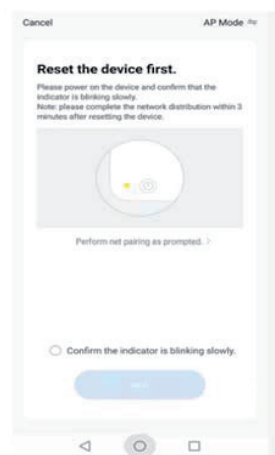 Cancel AP Mode
Reset the device first.
Please power on the device and confirm that the
indicator is blinking slowly.
Note: please complete the network distribution within 3
minutes after resetting the device.
Perform net pairing as prompted. >
Confirm the indicator is blinking slowly.